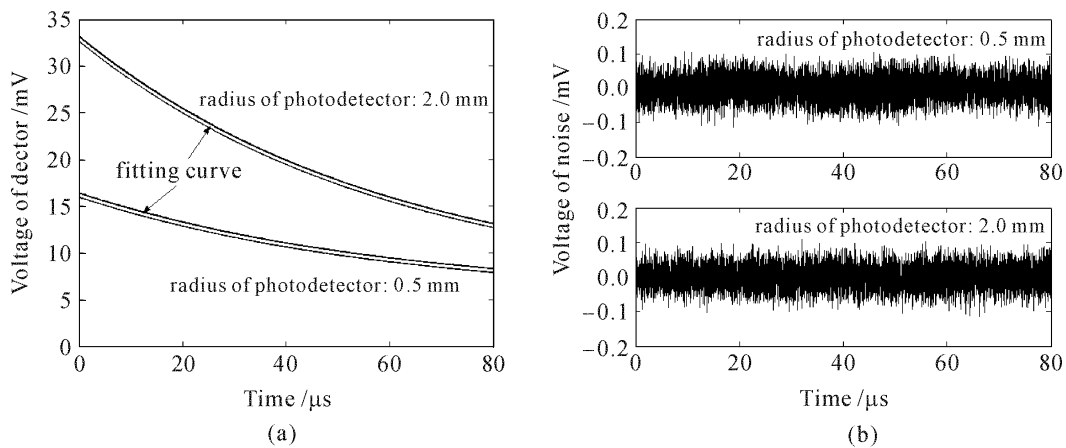 35
30
25
20
15
10
5
0
Voltage of dector /mV
radius of photodetector: 2.0 mm
fitting curve
radius of photodetector: 0.5 mm
0 20 40 60 80
Time /μs
(a)
0.2
0.1
0.0
−0.1
−0.2
radius of photodetector: 0.5 mm
0 20 40 60 80
Voltage of noise /mV
0.2
0.1
0.0
−0.1
−0.2
radius of photodetector: 2.0 mm
0 20 40 60 80
Time /μs
(b)